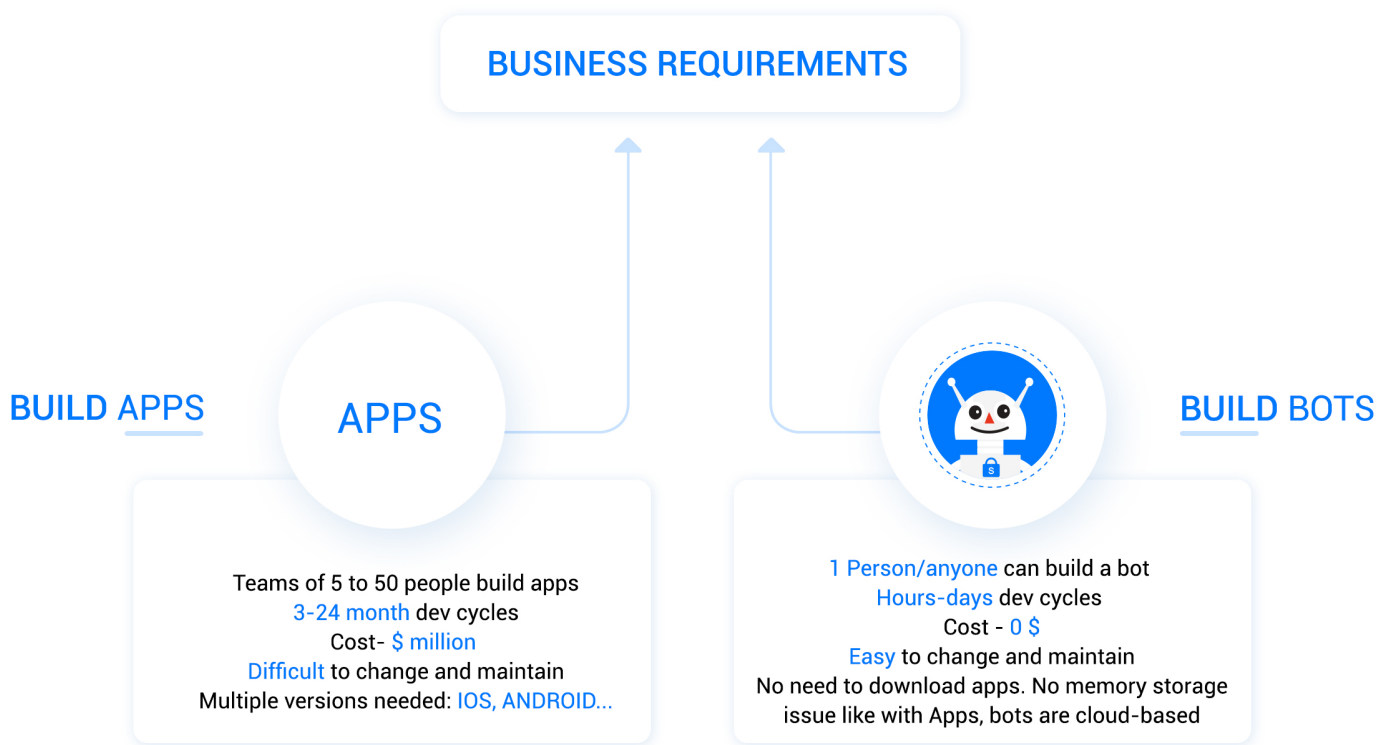 BUSINESS REQUIREMENTS
BUILD APPS
APPS
Teams of 5 to 50 people build apps
3-24 month dev cycles
Cost- $ million
Difficult to change and maintain
Multiple versions needed: IOS, ANDROID...
BUILD BOTS
S
1 Person/anyone can build a bot
Hours-days dev cycles
Cost - 0 $
Easy to change and maintain
No need to download apps. No memory storage
issue like with Apps, bots are cloud-based